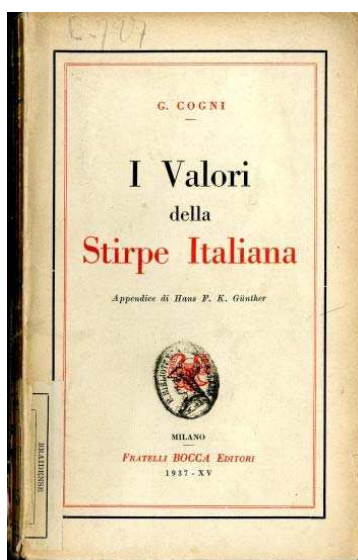 G. COGNI
I Valori
della
Stirpe Italiana
Appendice di Hans F. K. Günther
MILANO
FRATELLI BOCCA EDITORI
1937 - XV
BRAIDENSE